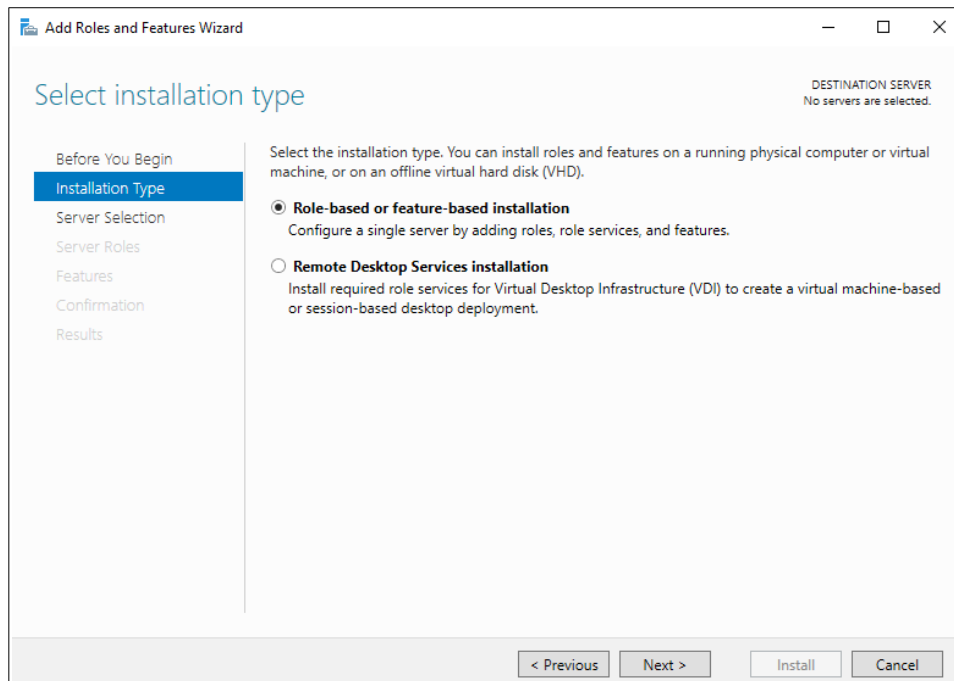 Add Roles and Features Wizard
Select installation type
DESTINATION SERVER
No servers are selected.
Before You Begin
Installation Type
Server Selection
Server Roles
Features
Confirmation
Results
Select the installation type. You can install roles and features on a running physical computer or virtual
machine, or on an offline virtual hard disk (VHD).
Role-based or feature-based installation
Configure a single server by adding roles, role services, and features.
Remote Desktop Services installation
Install required role services for Virtual Desktop Infrastructure (VDI) to create a virtual machine-based
or session-based desktop deployment.
< Previous
Next >
Install
Cancel